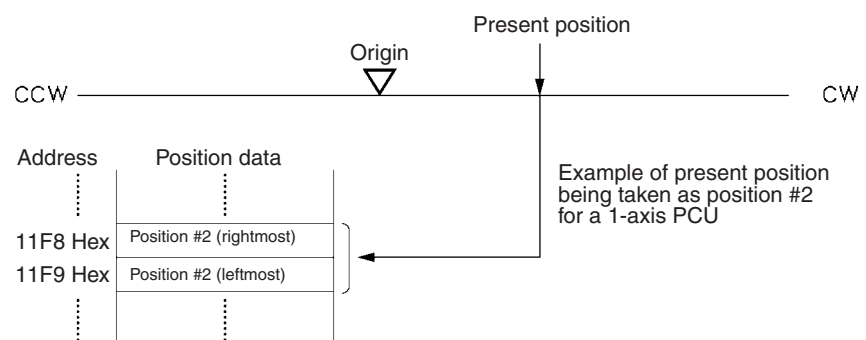 Present position
Origin
CCW
CW
Address
Position data
Example of present position
being taken as position #2
for a 1-axis PCU
11F8 Hex
Position #2 (rightmost)
11F9 Hex
Position #2 (leftmost)